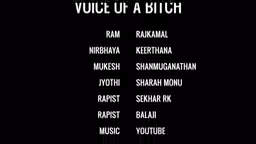 VOICE OF A BITCH
RAM RAJKAMAL
NIRBHAYA KEERTHANA
MUKESH SHANMUGANATHAN
JYOTHI SHARAH MONU
RAPIST SEKHAR RK
RAPIST BALAJI
MUSIC YOUTUBE